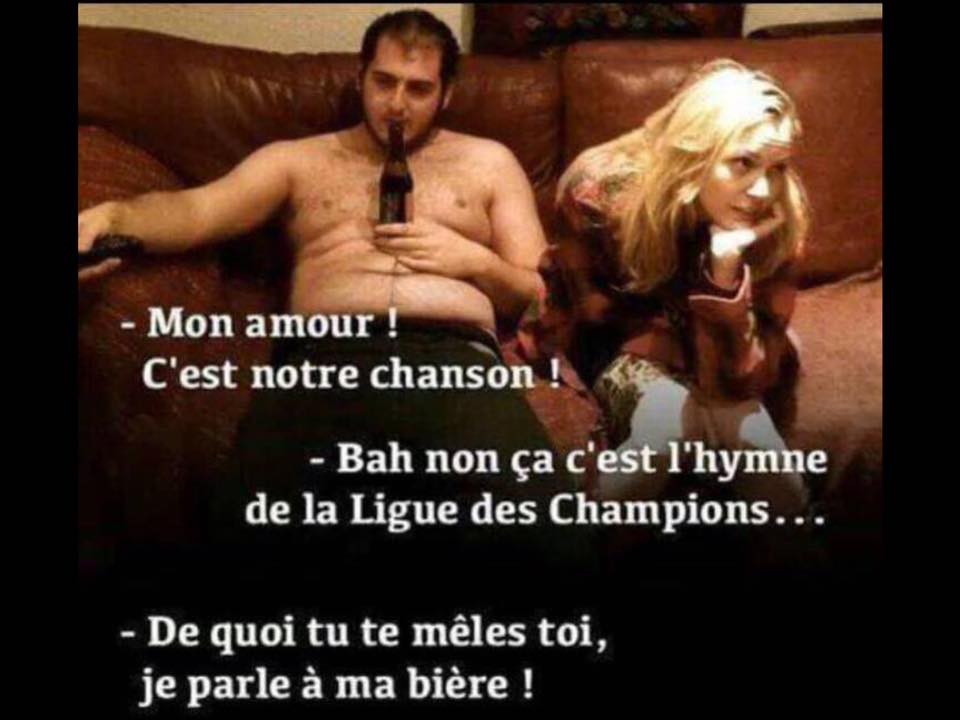 - Mon amour !
C'est notre chanson !
- Bah non ça c'est l'hymne
de la Ligue des Champions...
- De quoi tu te mêles toi,
je parle à ma bière !